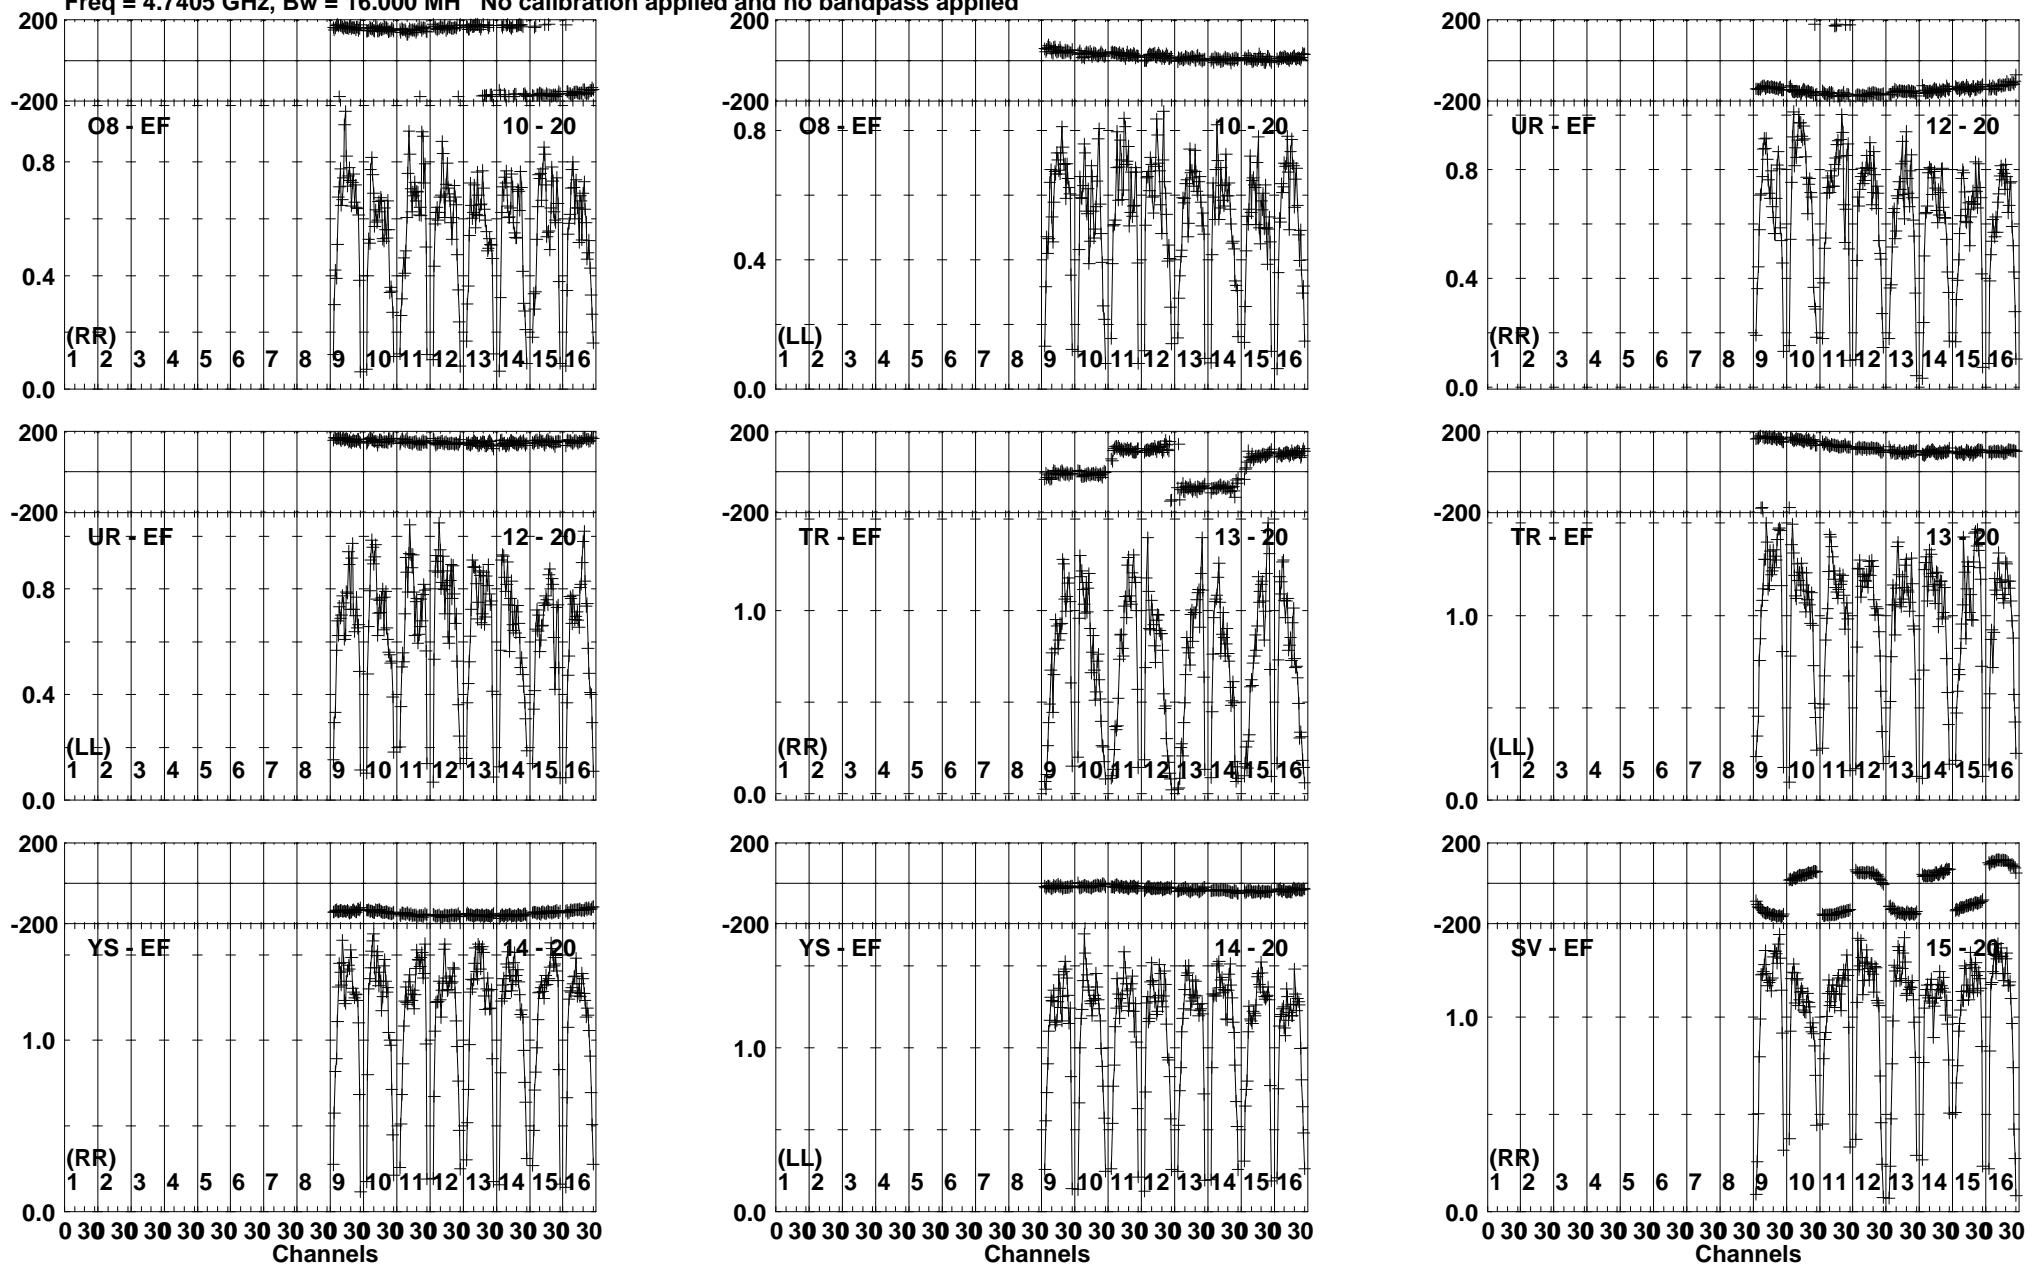 Freq = 4.7405 GHz, Bw = 16.000 MH No calibration applied and no bandpass applied
200
-200
O8 - EF 10 - 20
0.8
0.4
(RR)
1 2 3 4 5 6 7 8 9 10 11 12 13 14 15 16
0.0
200
-200
O8 - EF 10 - 20
0.8
0.4
(LL)
1 2 3 4 5 6 7 8 9 10 11 12 13 14 15 16
0.0
200
-200
UR - EF 12 - 20
0.8
0.4
(RR)
1 2 3 4 5 6 7 8 9 10 11 12 13 14 15 16
0.0
200
-200
UR - EF 12 - 20
0.8
0.4
(LL)
1 2 3 4 5 6 7 8 9 10 11 12 13 14 15 16
0.0
200
-200
TR - EF 13 - 20
1.0
(RR)
1 2 3 4 5 6 7 8 9 10 11 12 13 14 15 16
0.0
200
-200
TR - EF 13 - 20
1.0
(LL)
1 2 3 4 5 6 7 8 9 10 11 12 13 14 15 16
0.0
200
-200
YS - EF 14 - 20
1.0
(RR)
1 2 3 4 5 6 7 8 9 10 11 12 13 14 15 16
0.0
0 30 30 30 30 30 30 30 30 30 30 30 30 30 30 30 30
Channels
200
-200
YS - EF 14 - 20
1.0
(LL)
1 2 3 4 5 6 7 8 9 10 11 12 13 14 15 16
0.0
0 30 30 30 30 30 30 30 30 30 30 30 30 30 30 30 30
Channels
200
-200
SV - EF 15 - 20
1.0
(RR)
1 2 3 4 5 6 7 8 9 10 11 12 13 14 15 16
0.0
0 30 30 30 30 30 30 30 30 30 30 30 30 30 30 30 30
Channels